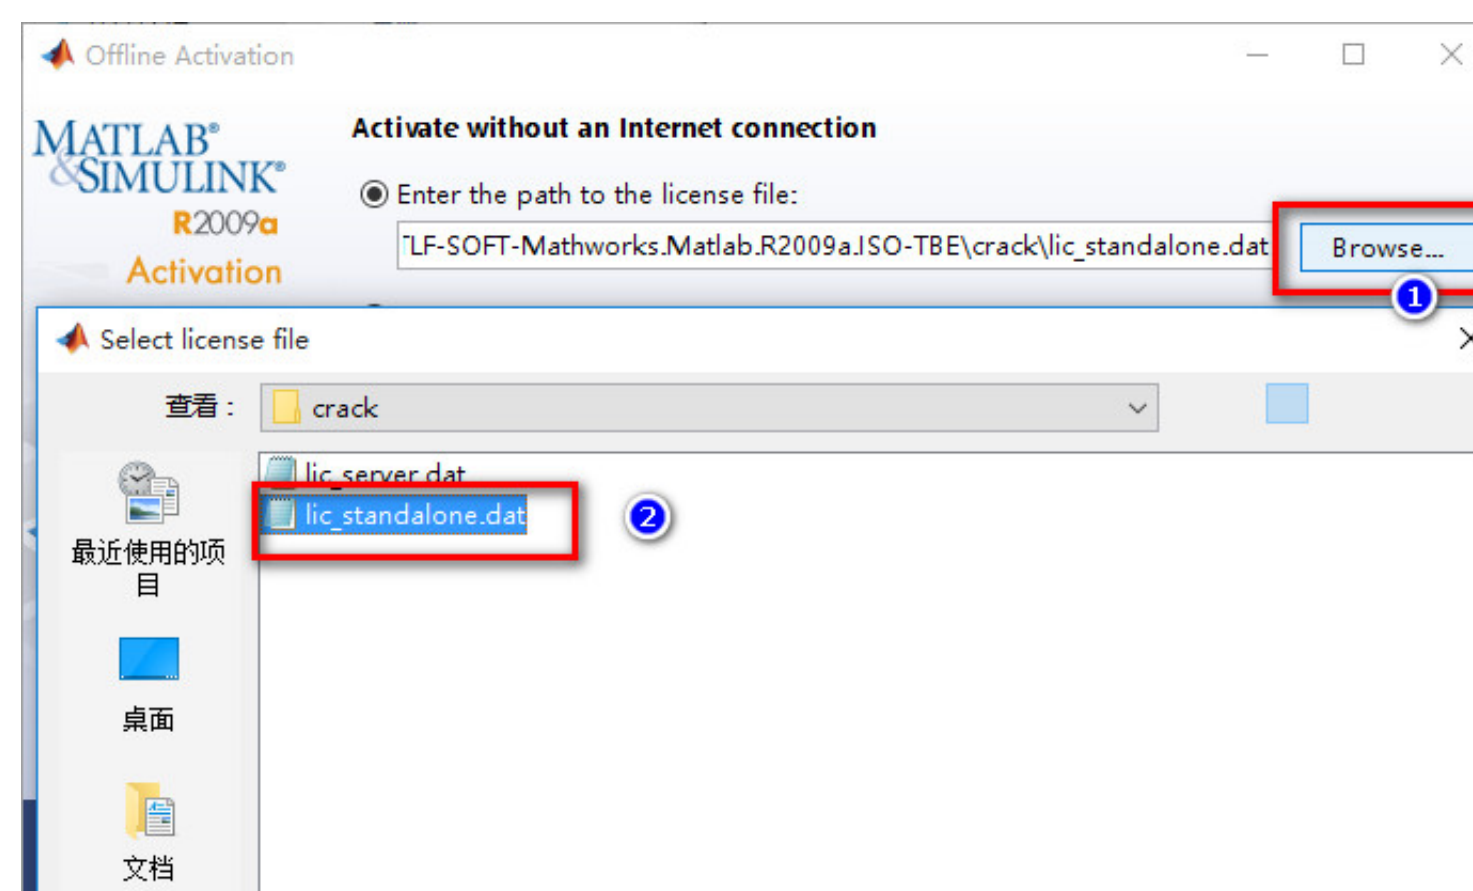 Offline Activation
MATLAB®
&SIMULINK®
R2009a
Activation
Activate without an Internet connection
Enter the path to the license file:
TLF-SOFT-Mathworks.Matlab.R2009a.ISO-TBE\crack\lic_standalone.dat
Browse...
1
Select license file
查看：
crack
lic_server.dat
lic_standalone.dat
2
最近使用的项
目
桌面
文档